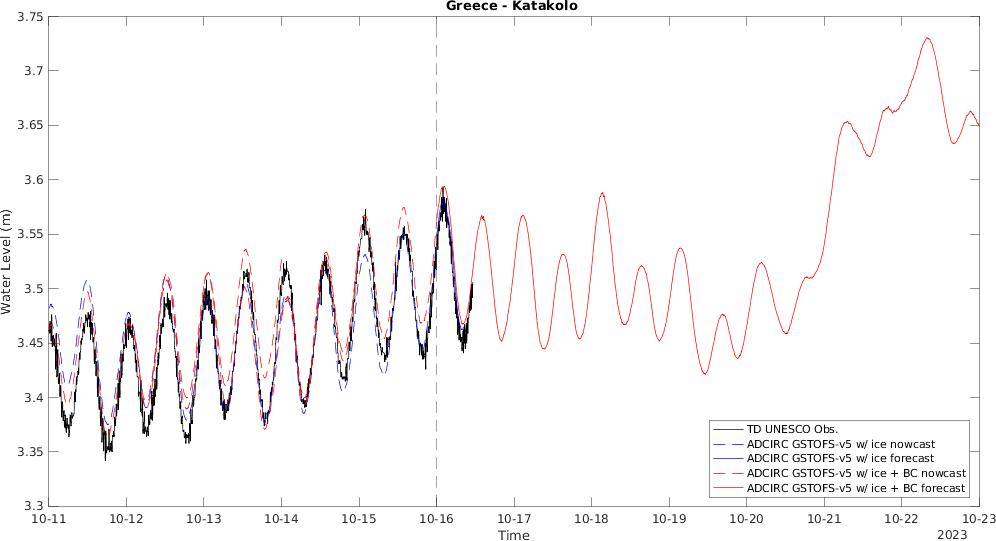 Greece - Katakolo
3.75
3.7
3.65
3.6
3.55
3.5
3.45
3.4
3.35
3.3
Water Level (m)
10-11 10-12 10-13 10-14 10-15 10-16 10-17 10-18 10-19 10-20 10-21 10-22 10-23
Time
2023
TD UNESCO Obs.
ADCIRC GSTOFS-v5 w/ ice nowcast
ADCIRC GSTOFS-v5 w/ ice forecast
ADCIRC GSTOFS-v5 w/ ice + BC nowcast
ADCIRC GSTOFS-v5 w/ ice + BC forecast